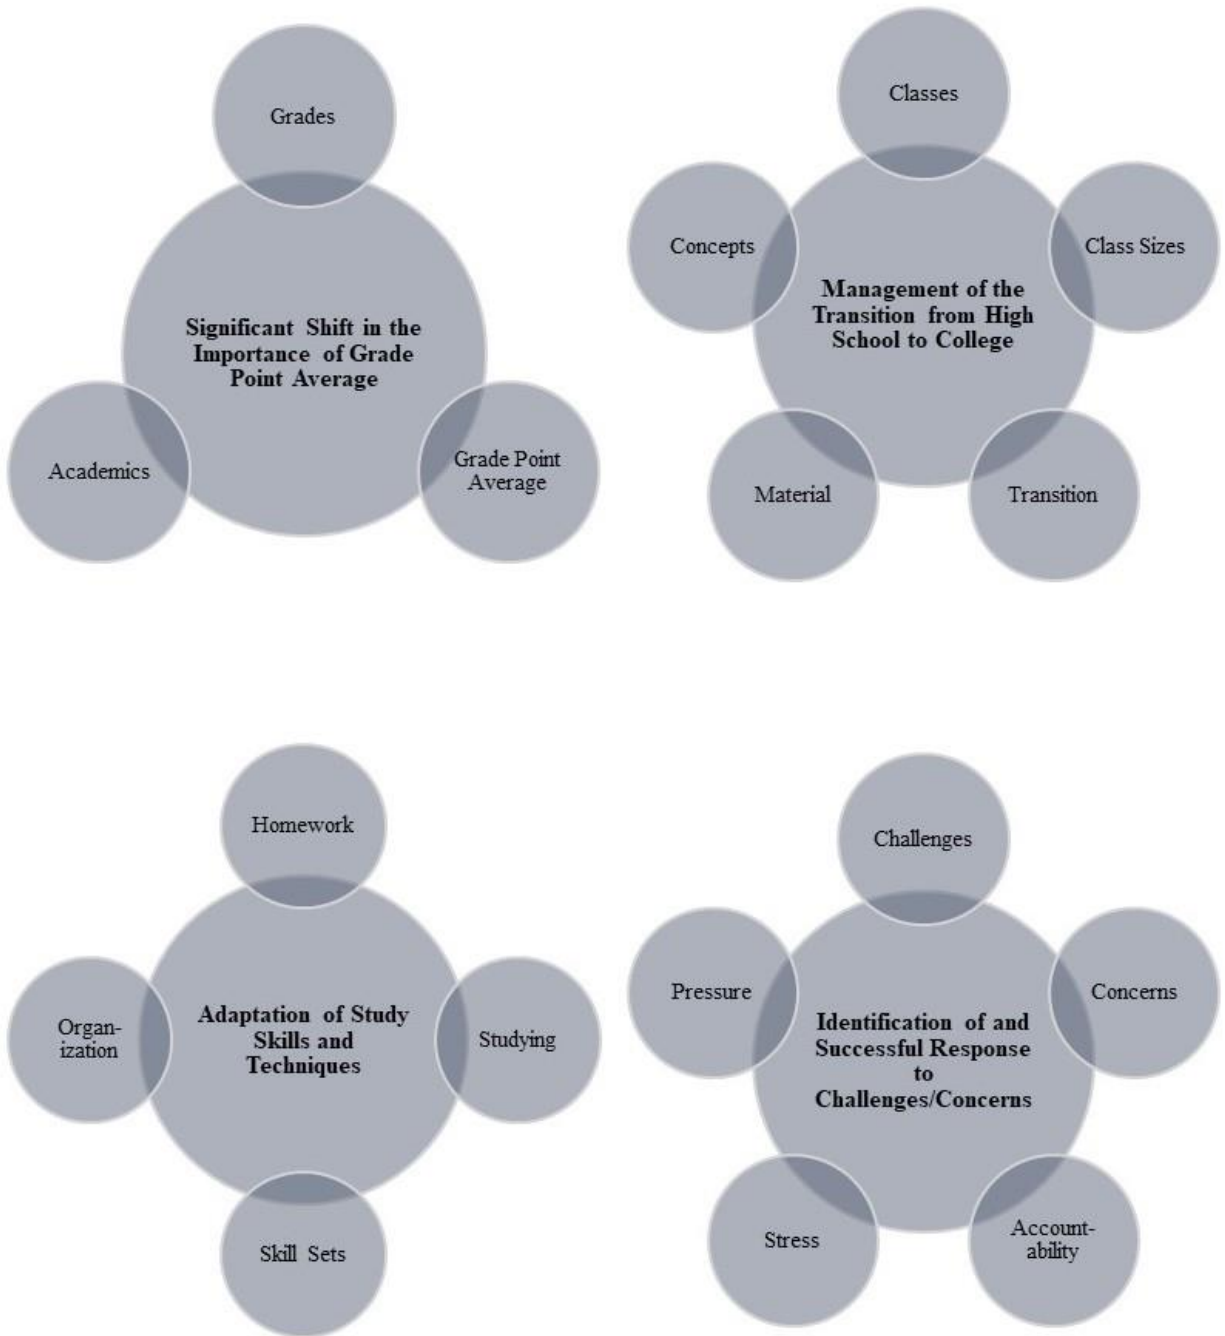 Grades
Significant Shift in the
Importance of Grade
Point Average
Academics
Grade Point
Average
Classes
Concepts
Class Sizes
Management of the
Transition from High
School to College
Material
Transition
Homework
Organ-
ization
Adaptation of Study
Skills and
Techniques
Studying
Skill Sets
Challenges
Pressure
Concerns
Identification of and
Successful Response
to
Challenges/Concerns
Stress
Account-
ability